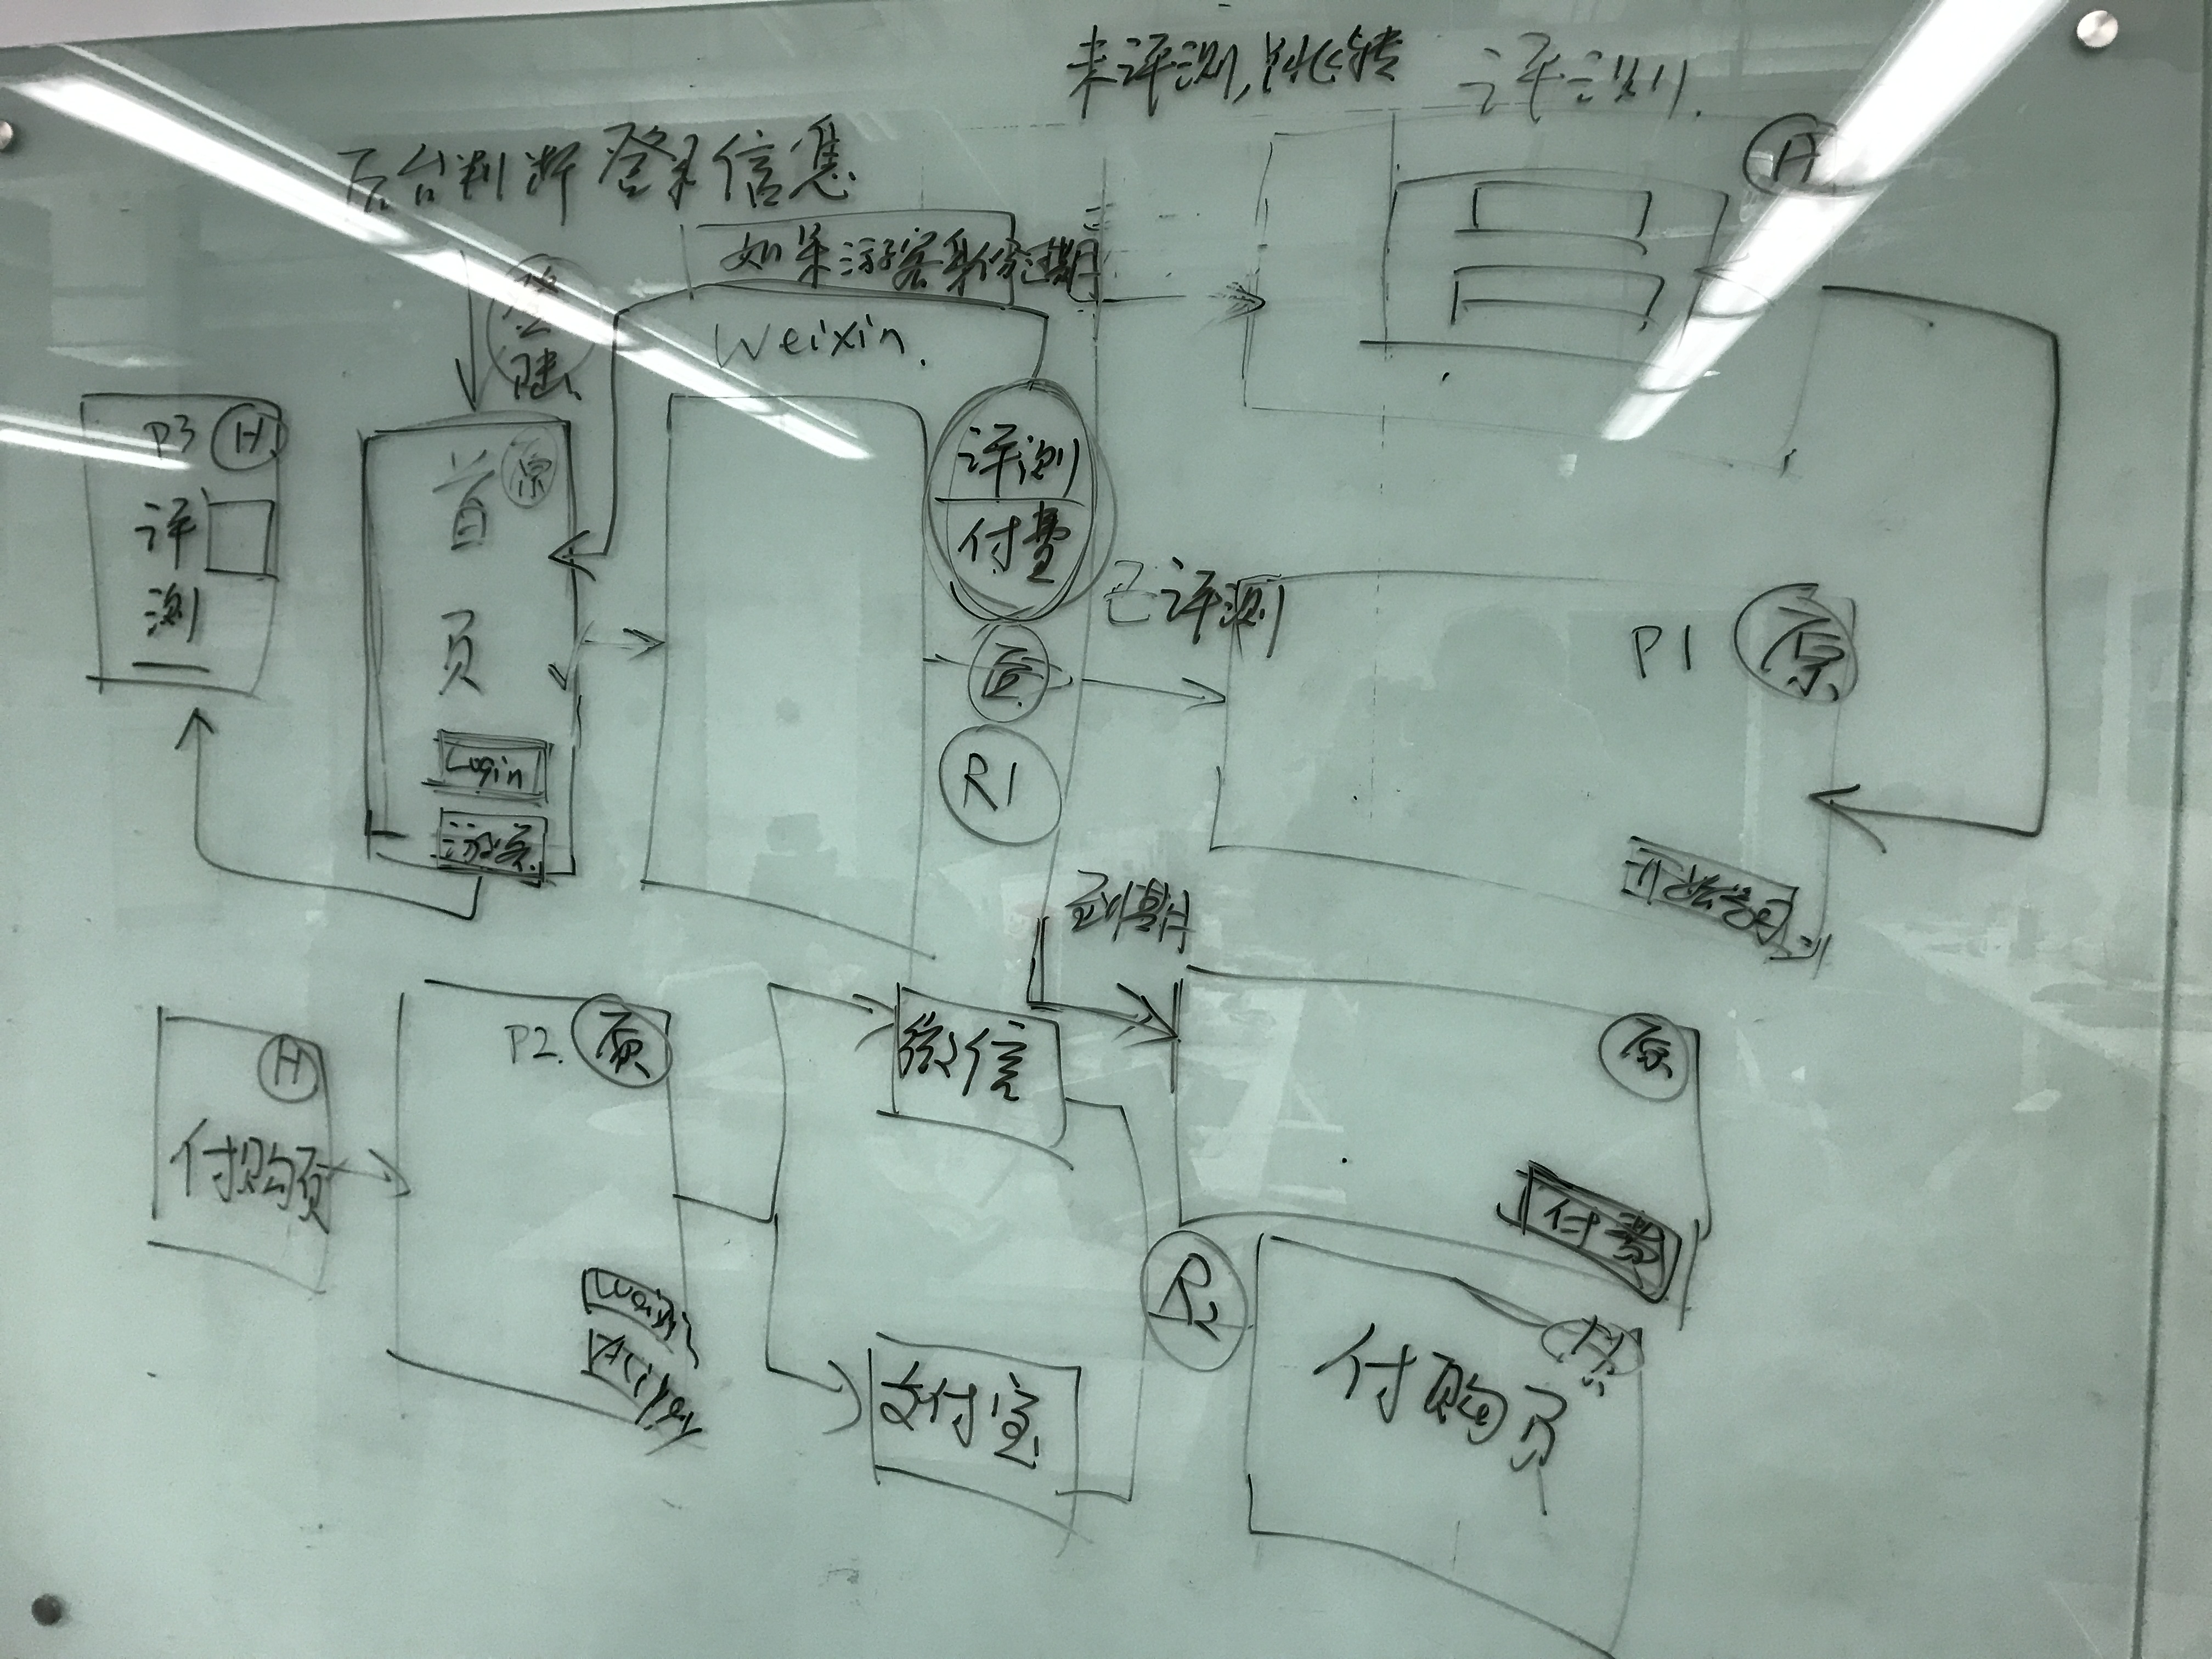 未评测,跳转 评测
后台判断登录信息
H
如果游客身份过期
登陆
Weixin.
P3 H
评测
原
首页
Login
游客
评测
付费
已评测
R1
P1 原
到期
H
付购页
P2. 原
微信
原
付费
R2
支付宝
H
付购页